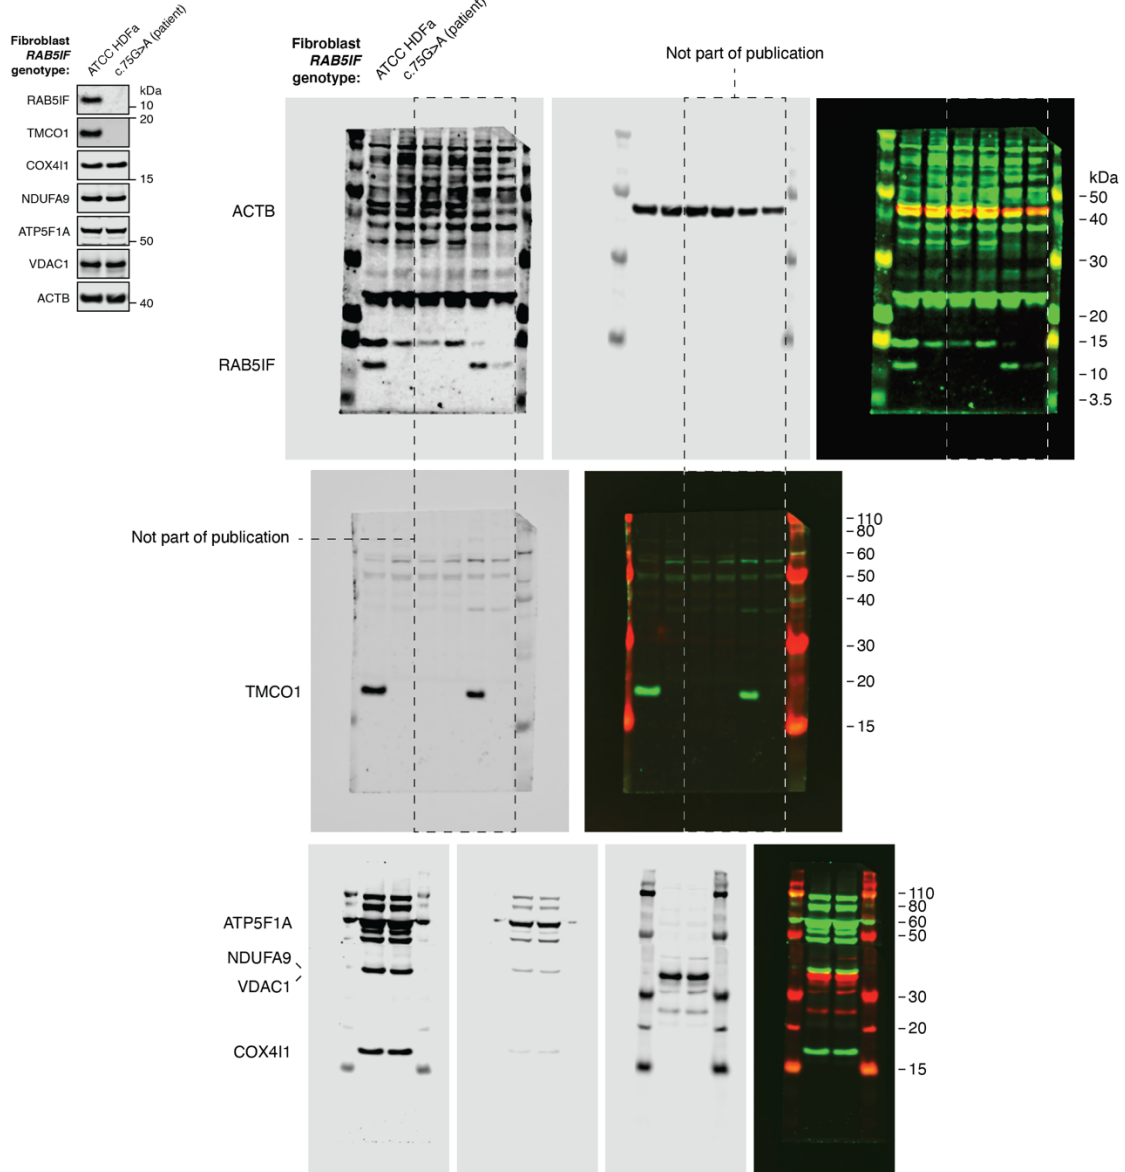 Fibroblast
RAB5IF
genotype:
ATCC HDFa
c.75G>A (patient)
kDa
RAB5IF
10
20
TMCO1
COX4I1
15
NDUFA9
ATP5F1A
50
VDAC1
ACTB
40
Fibroblast
RAB5IF
genotype:
ATCC HDFa
c.75G>A (patient)
Not part of publication
ACTB
RAB5IF
kDa
50
40
30
20
15
10
3.5
Not part of publication
TMCO1
110
80
60
50
40
30
20
15
ATP5F1A
NDUFA9
VDAC1
COX4I1
110
80
60
50
30
20
15